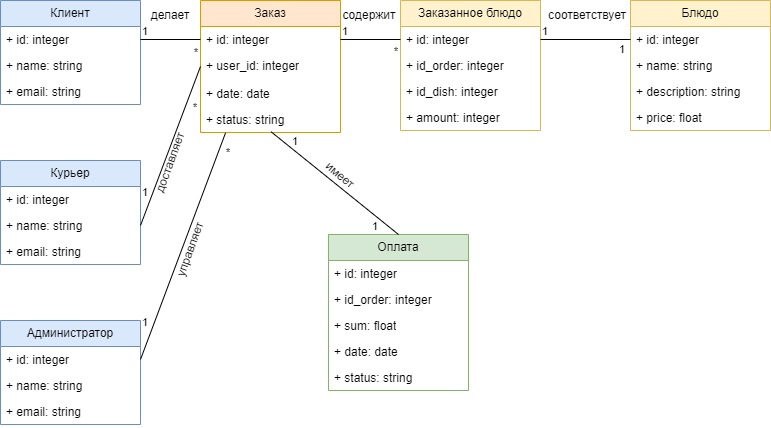 Клиент
+ id: integer
+ name: string
+ email: string
делает
1
*
Заказ
+ id: integer
+ user_id: integer
+ date: date
+ status: string
содержит
1
*
Заказанное блюдо
+ id: integer
+ id_order: integer
+ id_dish: integer
+ amount: integer
соответствует
1
1
Блюдо
+ id: integer
+ name: string
+ description: string
+ price: float
Курьер
+ id: integer
+ name: string
+ email: string
1
доставляет
*
Администратор
+ id: integer
+ name: string
+ email: string
1
управляет
*
1
имеет
1
Оплата
+ id: integer
+ id_order: integer
+ sum: float
+ date: date
+ status: string